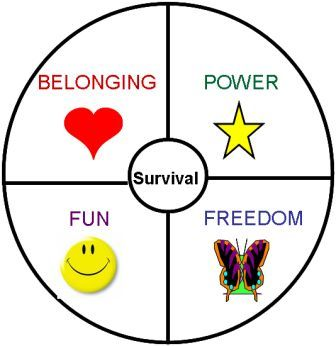 BELONGING
POWER
Survival
FUN
FREEDOM